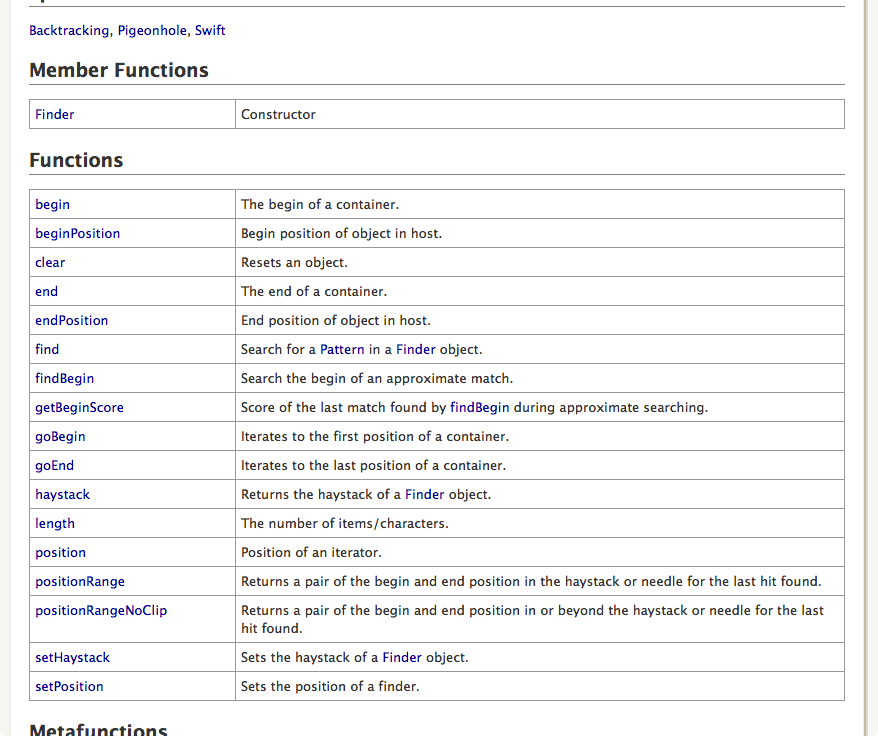 Backtracking, Pigeonhole, Swift
Member Functions
Finder Constructor
Functions
begin The begin of a container.
beginPosition Begin position of object in host.
clear Resets an object.
end The end of a container.
endPosition End position of object in host.
find Search for a Pattern in a Finder object.
findBegin Search the begin of an approximate match.
getBeginScore Score of the last match found by findBegin during approximate searching.
goBegin Iterates to the first position of a container.
goEnd Iterates to the last position of a container.
haystack Returns the haystack of a Finder object.
length The number of items/characters.
position Position of an iterator.
positionRange Returns a pair of the begin and end position in the haystack or needle for the last hit found.
positionRangeNoClip Returns a pair of the begin and end position in or beyond the haystack or needle for the last
hit found.
setHaystack Sets the haystack of a Finder object.
setPosition Sets the position of a finder.
Metafunctions